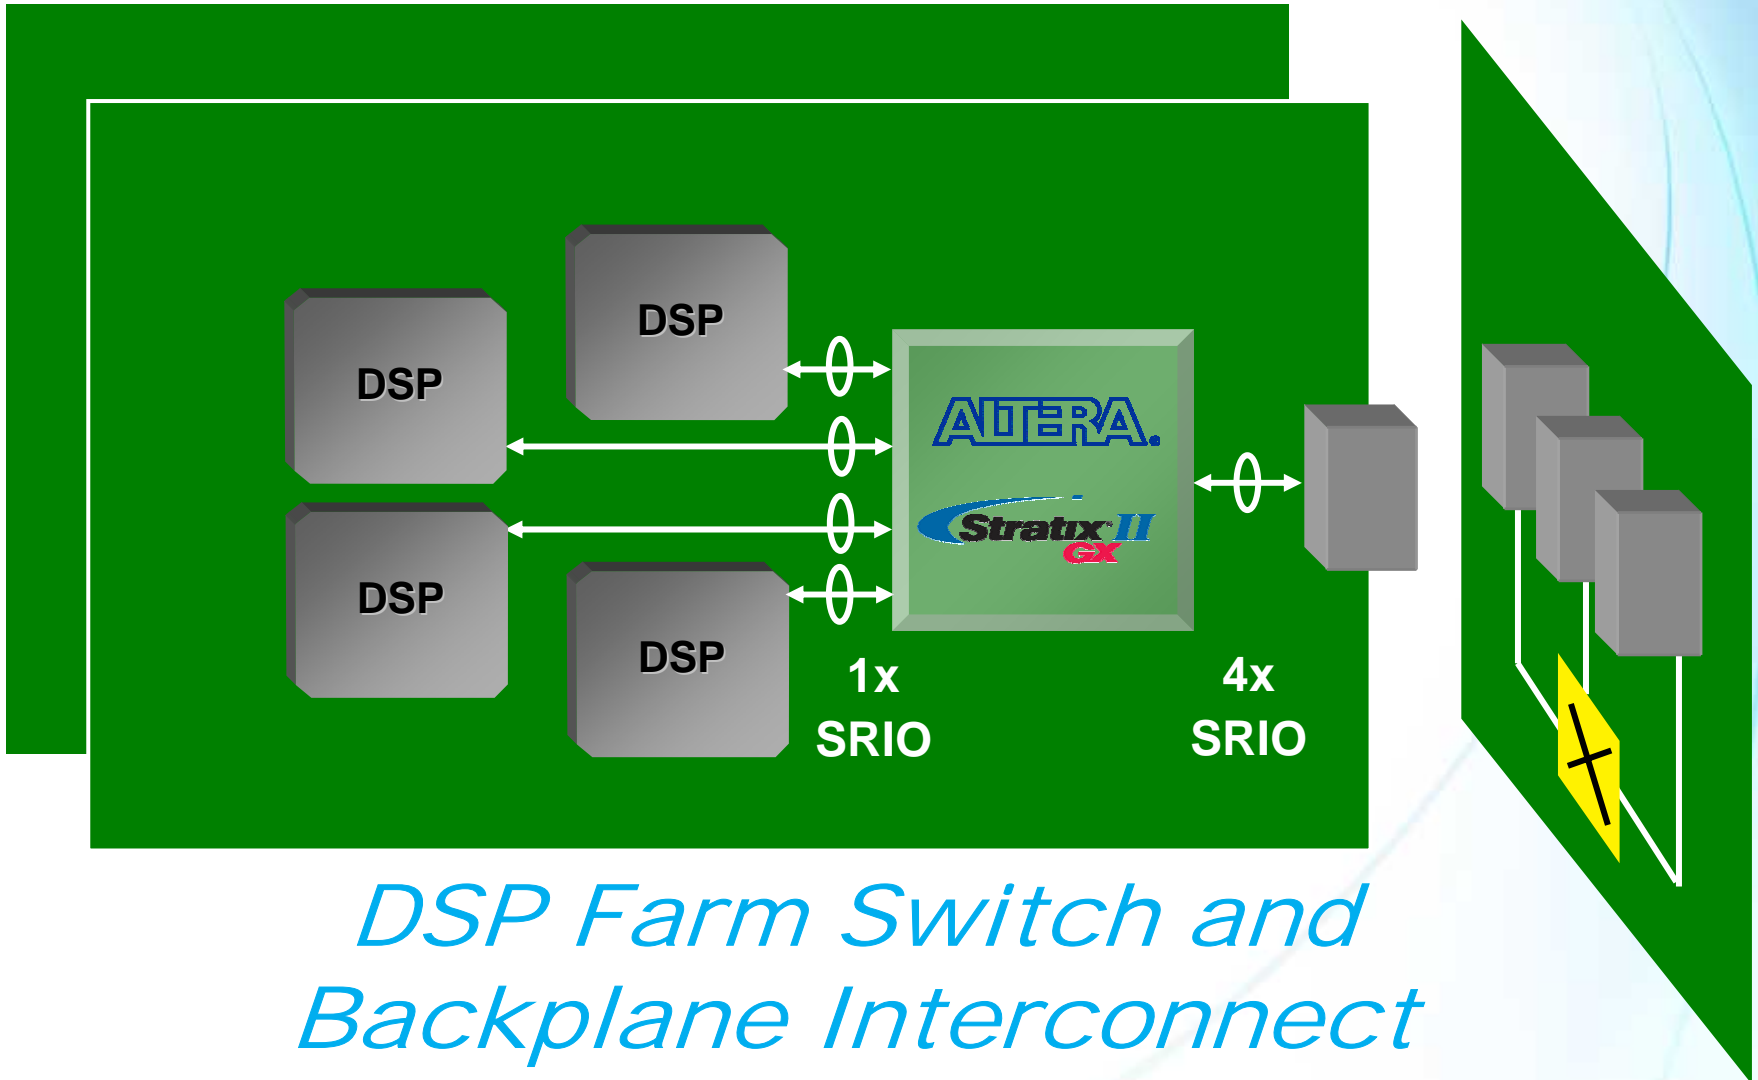 DSP
DSP
DSP
DSP
ALTERA.
Stratix II
GX
1x
SRIO
4x
SRIO
DSP Farm Switch and
Backplane Interconnect